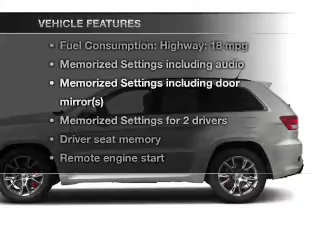 VEHICLE FEATURES
• Fuel Consumption: Highway: 18 mpg
• Memorized Settings including audio
• Memorized Settings including door
mirror(s)
• Memorized Settings for 2 drivers
• Driver seat memory
• Remote engine start